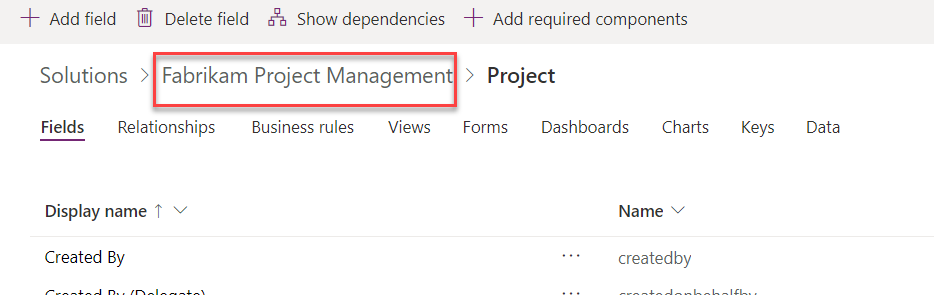 Add field Delete field Show dependencies Add required components
Solutions > Fabrikam Project Management > Project
Fields Relationships Business rules Views Forms Dashboards Charts Keys Data
Display name ↑ Name
Created By ... createdby
Created By (Delegate) createdonbehalfby